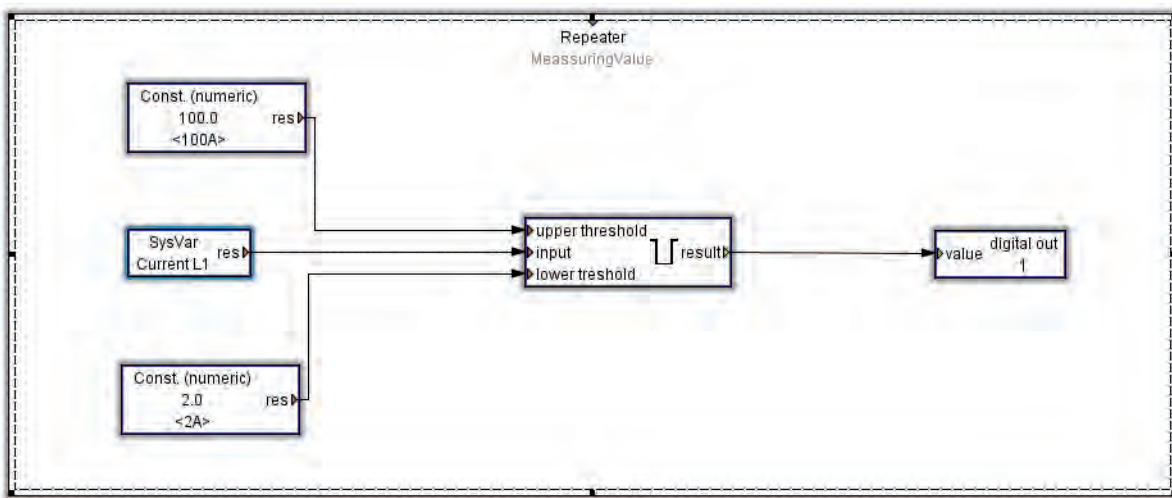 Repeater
MeassuringValue
Const. (numeric)
100.0
res
<100A>
SysVar
res
Current L1
Const. (numeric)
2.0
res
<2A>
upper threshold
input
result
lower treshold
digital out
value
1